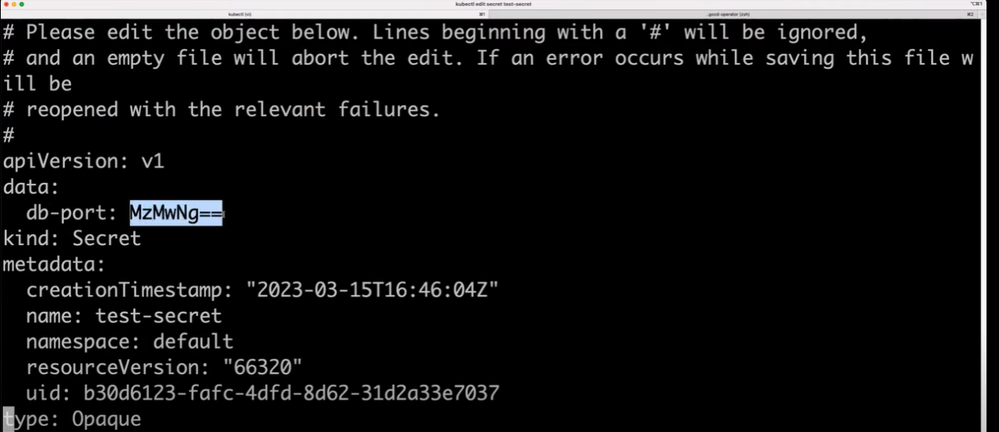 kubectl edit secret test-secret
⌥⌘1
kubectl (vi)
⌘1
..gocd-operator (zsh)
⌘2
# Please edit the object below. Lines beginning with a '#' will be ignored,
# and an empty file will abort the edit. If an error occurs while saving this file w
ill be
# reopened with the relevant failures.
#
apiVersion: v1
data:
  db-port: MzMwNg==
kind: Secret
metadata:
  creationTimestamp: "2023-03-15T16:46:04Z"
  name: test-secret
  namespace: default
  resourceVersion: "66320"
  uid: b30d6123-fafc-4dfd-8d62-31d2a33e7037
type: Opaque